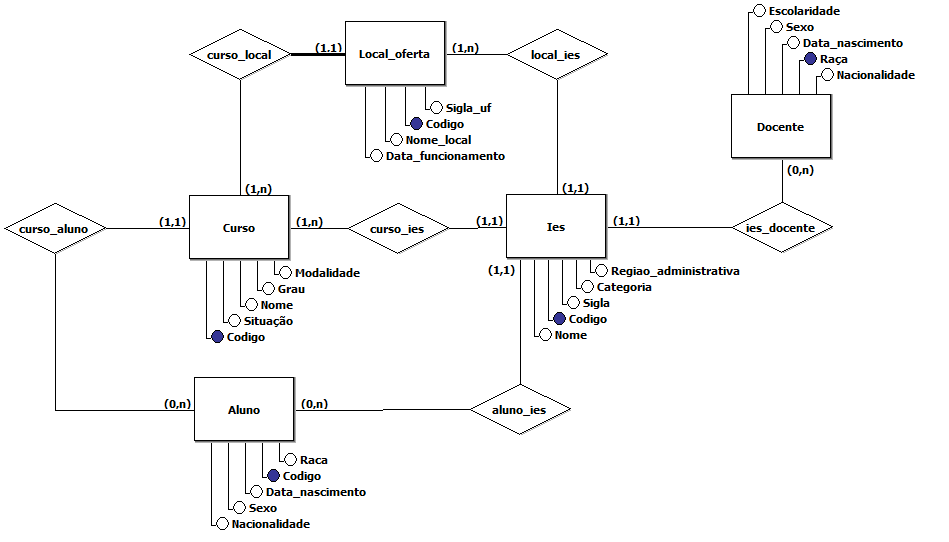 Escolaridade
Sexo
Data_nascimento
Raça
Nacionalidade
Docente
(0,n)
curso_local
(1.1)
Local_oferta
(1,n)
local_ies
Sigla_uf
Codigo
Nome_local
Data_funcionamento
(1,n)
(1,1)
curso_aluno
(1,1)
Curso
(1,n)
curso_ies
(1,1)
Ies
(1,1)
ies_docente
Modalidade
Grau
Nome
Situação
Codigo
(1,1)
Regiao_administrativa
Categoria
Sigla
Codigo
Nome
(0,n)
Aluno
(0,n)
aluno_ies
Raca
Codigo
Data_nascimento
Sexo
Nacionalidade